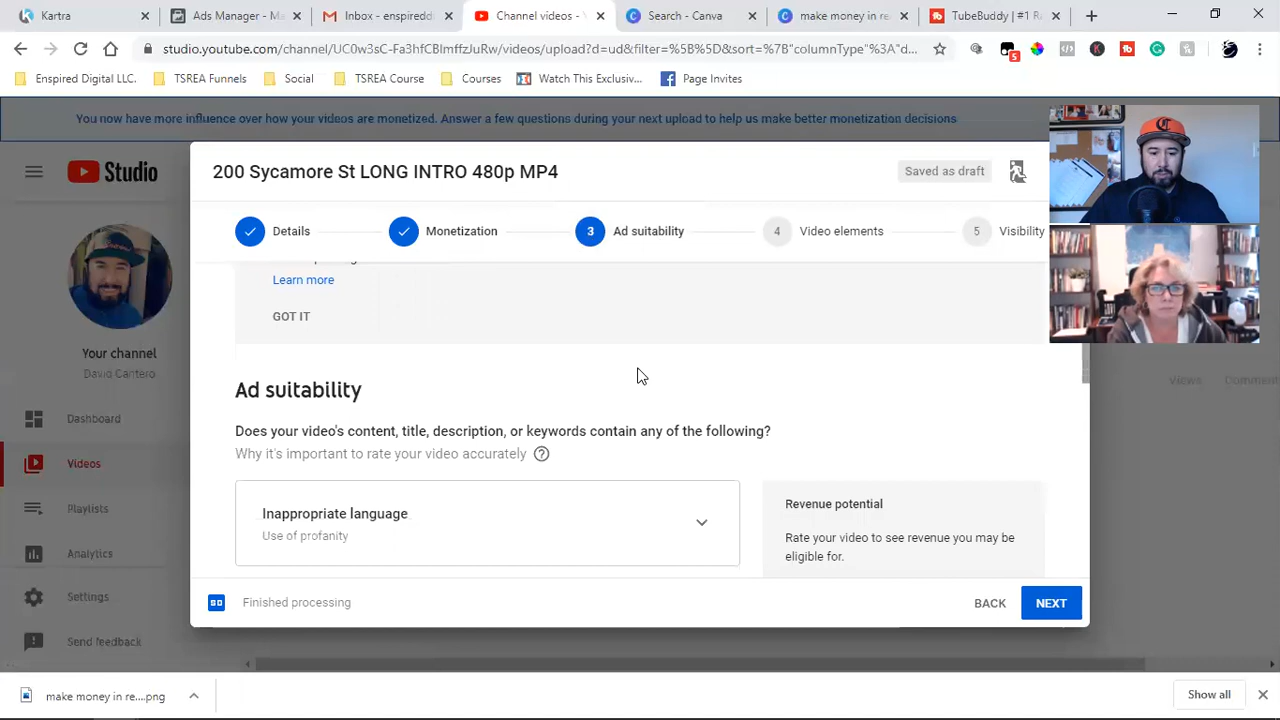 Kartra
Ads Manager - Ma
Inbox - enspireddi
Channel videos -
Search - Canva
make money in re
TubeBuddy | #1 R
studio.youtube.com/channel/UC0w3sC-Fa3hfCBlmffzJuRw/videos/upload?d=ud&filter=%5B%5D&sort=%7B"columnType"%3A"d...
5
Enspired Digital LLC.
TSREA Funnels
Social
TSREA Course
Courses
Watch This Exclusiv...
Page Invites
You now have more influence over how your videos are monetized. Answer a few questions during your next upload to help us make better monetization decisions
Studio
200 Sycamore St LONG INTRO 480p MP4
Saved as draft
Details
Monetization
3
Ad suitability
4
Video elements
5
Visibility
Learn more
GOT IT
Your channel
David Cantero
Views
Comment
Dashboard
Ad suitability
Does your video's content, title, description, or keywords contain any of the following?
Why it's important to rate your video accurately
Videos
Playlists
Inappropriate language
Use of profanity
Revenue potential
Rate your video to see revenue you may be
eligible for.
Analytics
Settings
SD
Finished processing
BACK
NEXT
Send feedback
make money in re....png
Show all